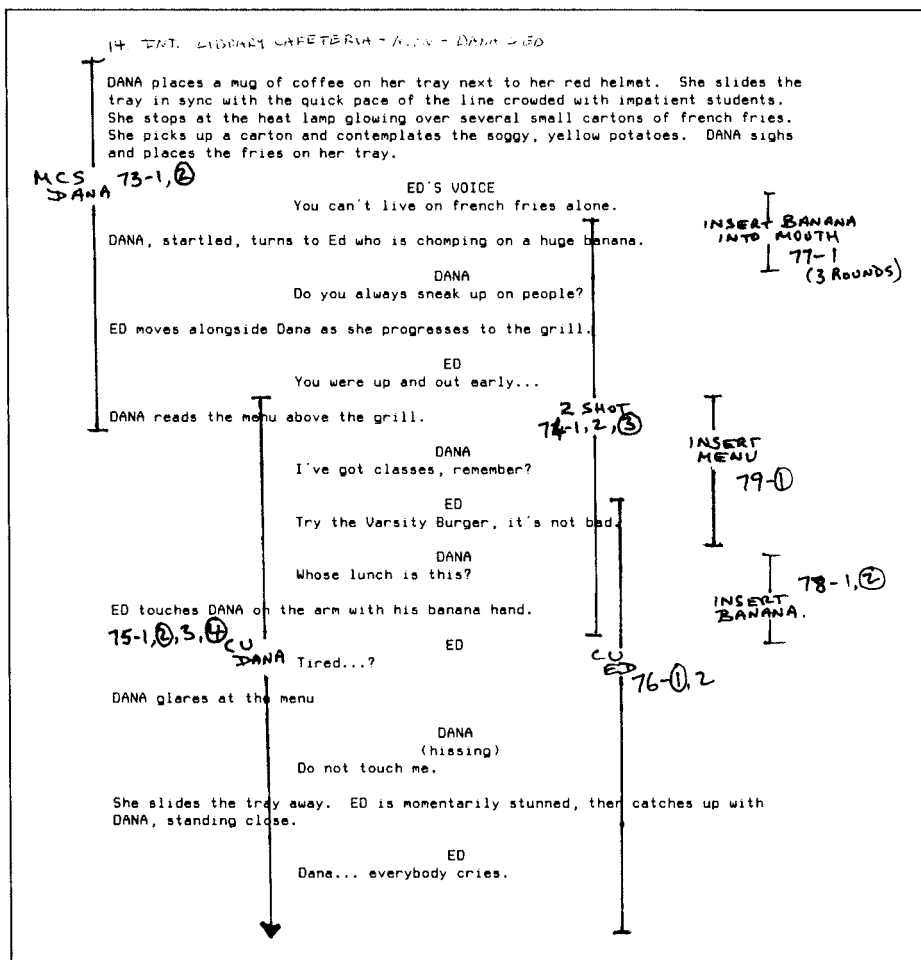 14. INT. LIBRARY CAFETERIA - - DANA & ED
DANA places a mug of coffee on her tray next to her red helmet. She slides the
tray in sync with the quick pace of the line crowded with impatient students.
She stops at the heat lamp glowing over several small cartons of french fries.
She picks up a carton and contemplates the soggy, yellow potatoes. DANA sighs
and places the fries on her tray.
MCS
DANA 73-1, 2
ED'S VOICE
You can't live on french fries alone.
INSERT BANANA
INTO MOUTH
77-1
(3 ROUNDS)
DANA, startled, turns to Ed who is chomping on a huge banana.
DANA
Do you always sneak up on people?
ED moves alongside Dana as she progresses to the grill.
ED
You were up and out early...
DANA reads the menu above the grill.
2 SHOT
74-1, 2, 3
INSERT
MENU
79-1
DANA
I've got classes, remember?
ED
Try the Varsity Burger, it's not bad.
DANA
Whose lunch is this?
78-1, 2
INSERT
BANANA.
ED touches DANA on the arm with his banana hand.
75-1, 2, 3, 4
CU
DANA
ED
Tired...?
CU
ED
76-1, 2
DANA glares at the menu
DANA
(hissing)
Do not touch me.
She slides the tray away. ED is momentarily stunned, then catches up with
DANA, standing close.
ED
Dana... everybody cries.